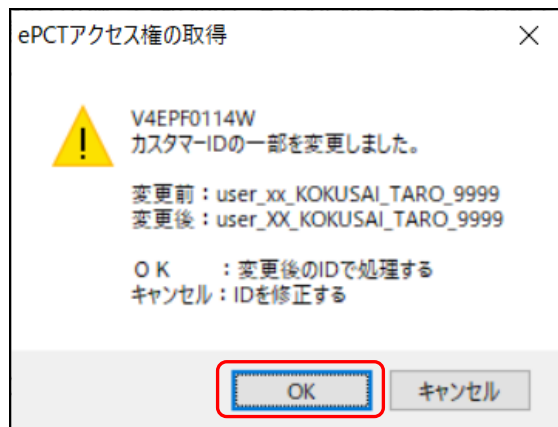 ePCTアクセス権の取得
V4EPF0114W
カスタマーIDの一部を変更しました。
変更前：user_xx_KOKUSAI_TARO_9999
変更後：user_XX_KOKUSAI_TARO_9999
ＯＫ　　：変更後のIDで処理する
キャンセル：IDを修正する
OK
キャンセル